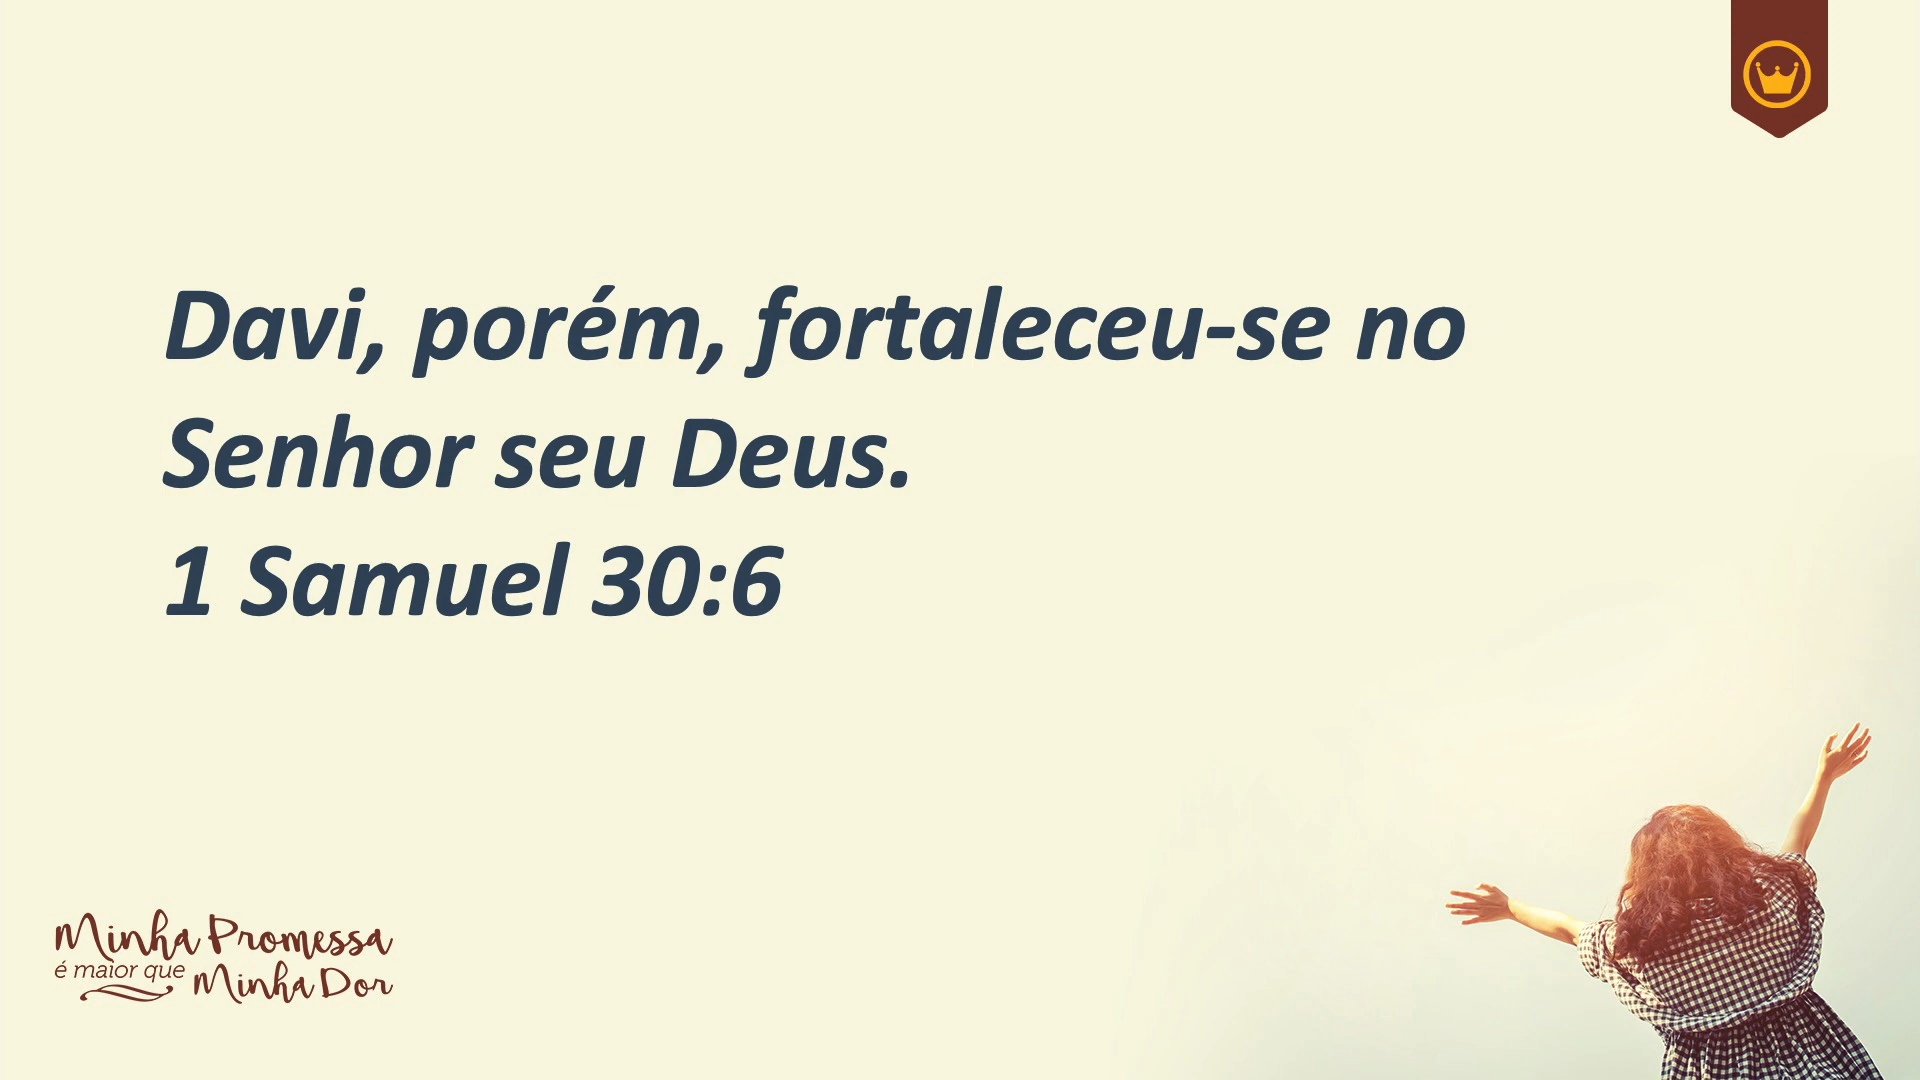 Davi, porém, fortaleceu-se no
Senhor seu Deus.
1 Samuel 30:6
Minha Promessa
é maior que Minha Dor